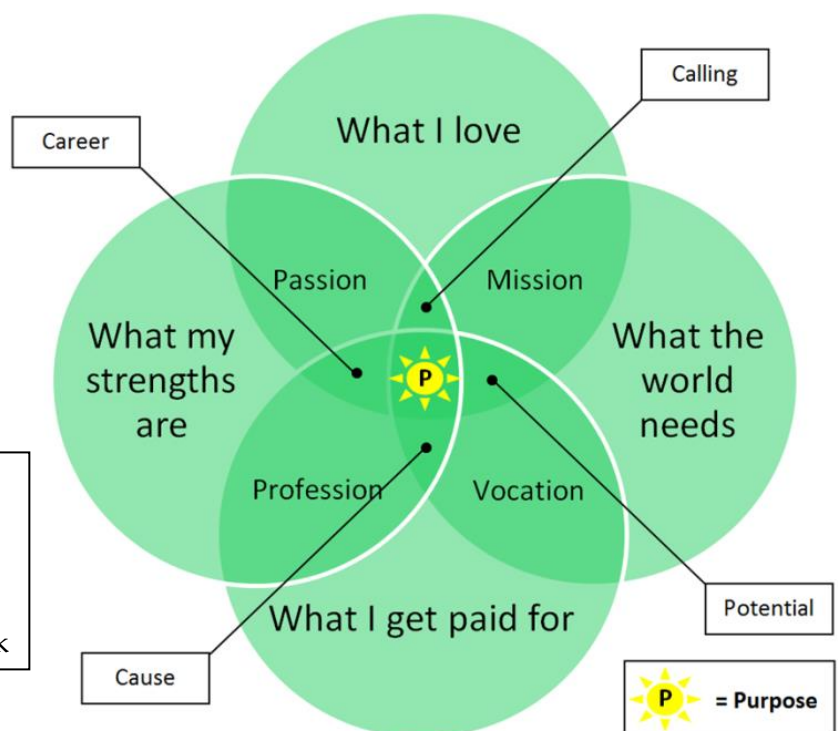 Calling
What I love
Career
Passion
Mission
What my
strengths
are
What the
world
needs
P
Profession
Vocation
What I get paid for
Potential
Cause
P = Purpose